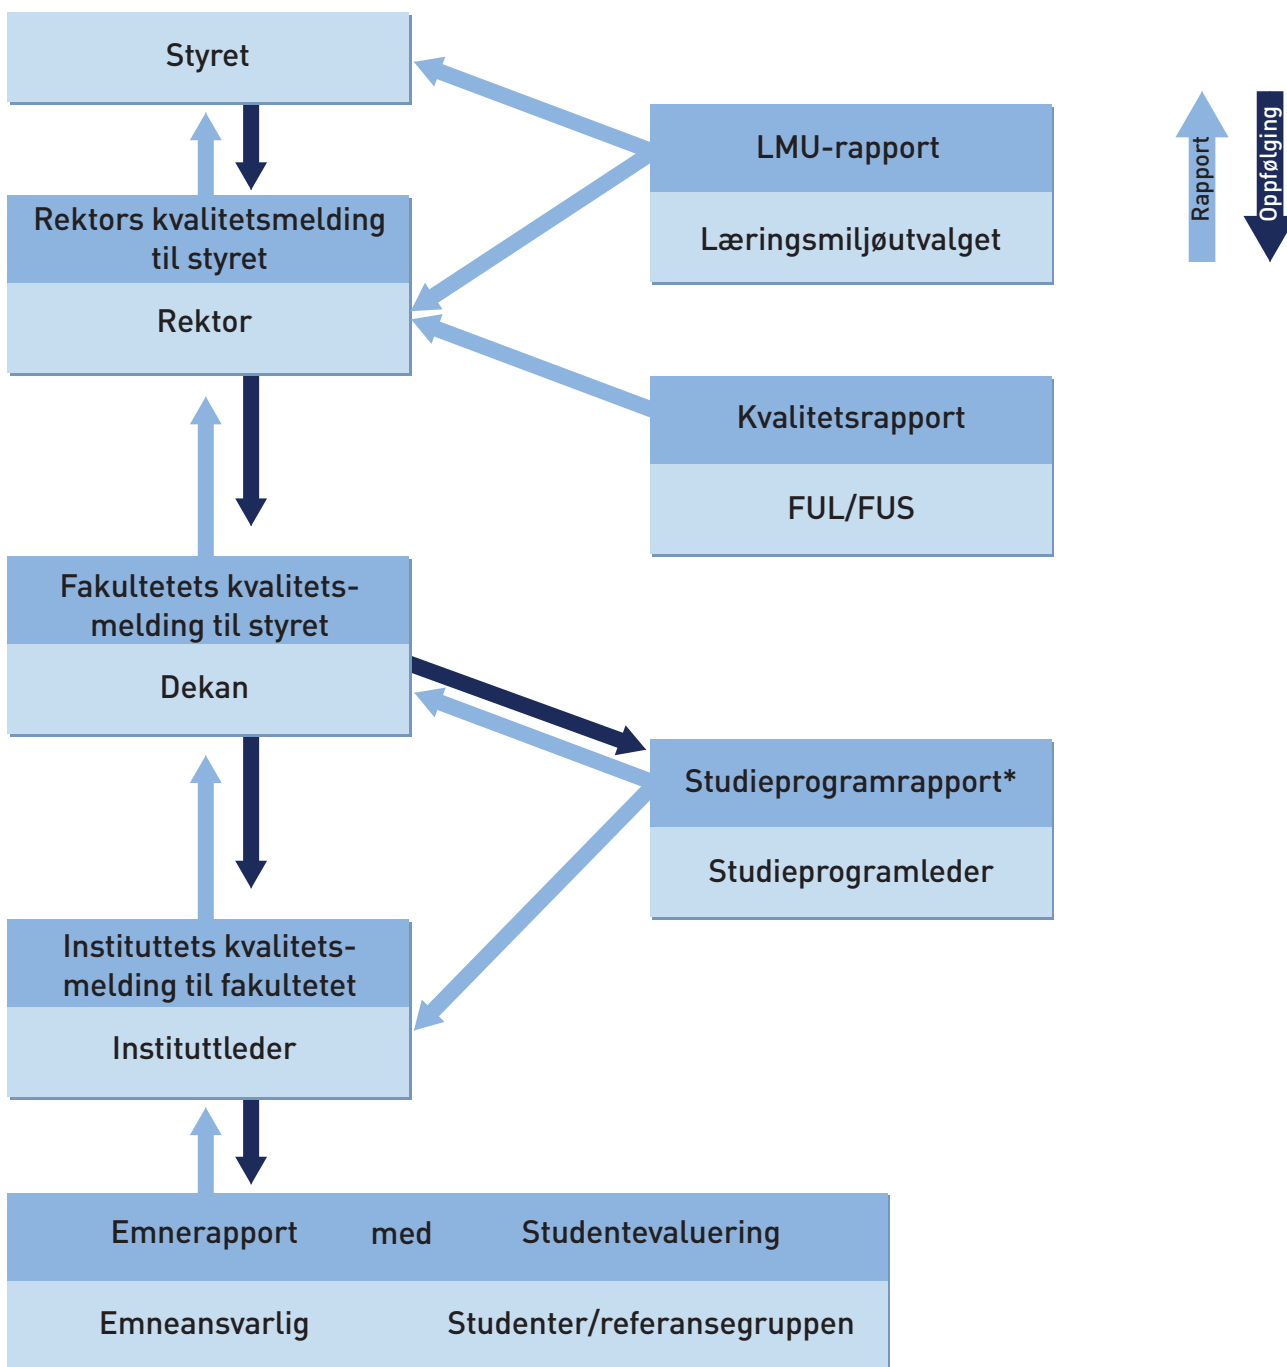 Styret
LMU-rapport
Læringsmiljøutvalget
Rapport
Oppfølging
Rektors kvalitetsmelding
til styret
Rektor
Kvalitetsrapport
FUL/FUS
Fakultetets kvalitets-
melding til styret
Dekan
Studieprogramrapport*
Studieprogramleder
Instituttets kvalitets-
melding til fakultetet
Instituttleder
Emnerapport med Studentevaluering
Emneansvarlig Studenter/referansegruppen